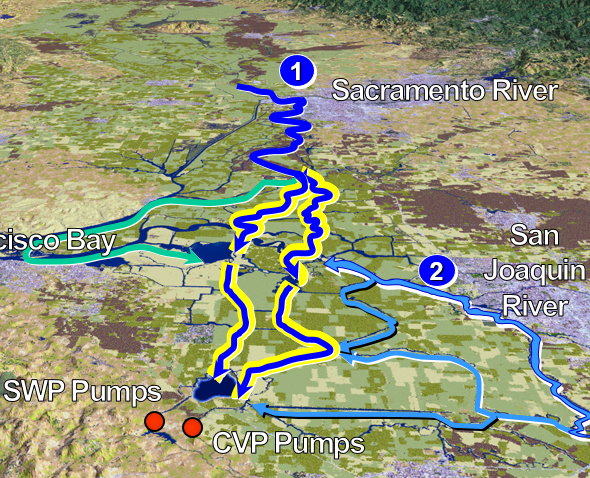 1
Sacramento River
cisco Bay
San
Joaquin
River
2
SWP Pumps
CVP Pumps